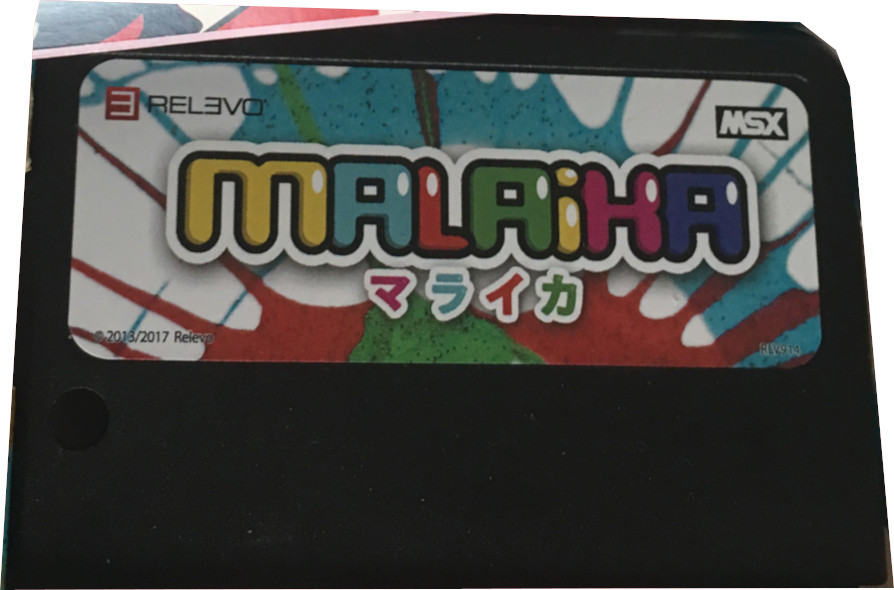 RELEVO
MSX
MALAiKA
マライカ
©2013/2017 Relevo
RLV914